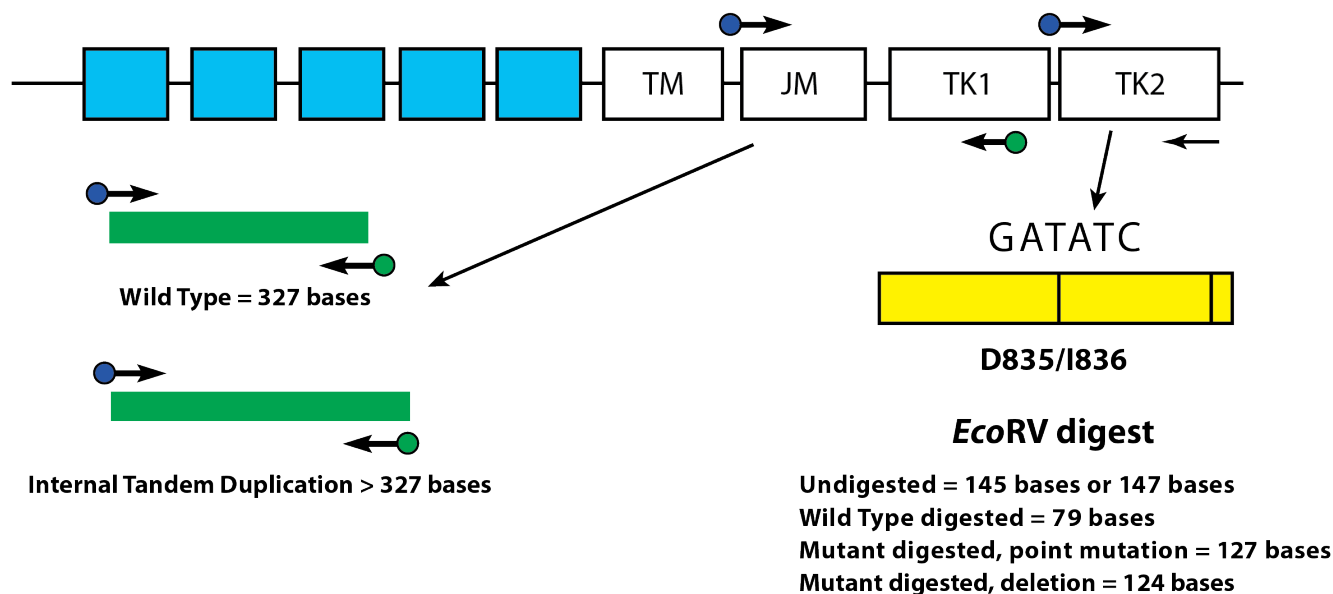 TM
JM
TK1
TK2
GATATC
Wild Type = 327 bases
D835/I836
EcoRV digest
Internal Tandem Duplication > 327 bases
Undigested = 145 bases or 147 bases
Wild Type digested = 79 bases
Mutant digested, point mutation = 127 bases
Mutant digested, deletion = 124 bases